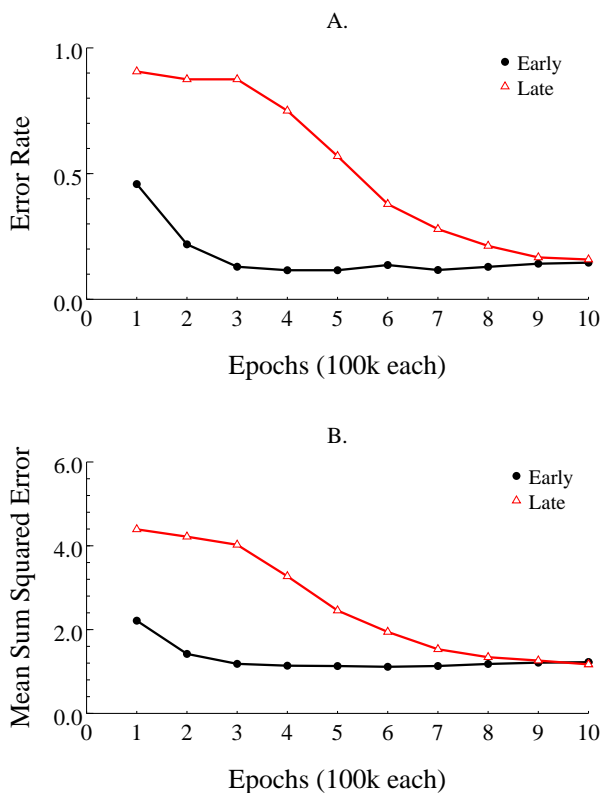 A.
1.0
Early
Late
0.5
Error Rate
0.0
0 1 2 3 4 5 6 7 8 9 10
Epochs (100k each)
B.
6.0
Early
Late
4.0
Mean Sum Squared Error
2.0
0.0
0 1 2 3 4 5 6 7 8 9 10
Epochs (100k each)